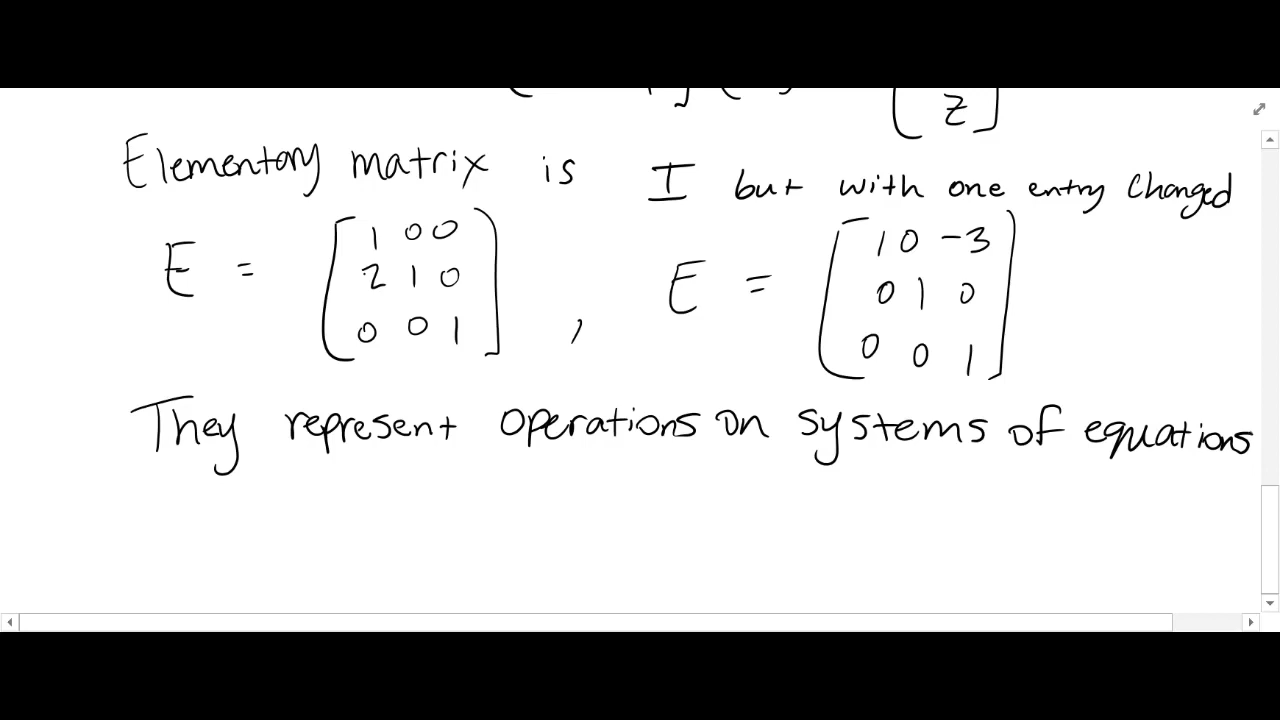 z
Elementary matrix is I but with one entry changed
E = [1 0 0
2 1 0
0 0 1] , E = [1 0 -3
0 1 0
0 0 1]
They represent operations on systems of equations